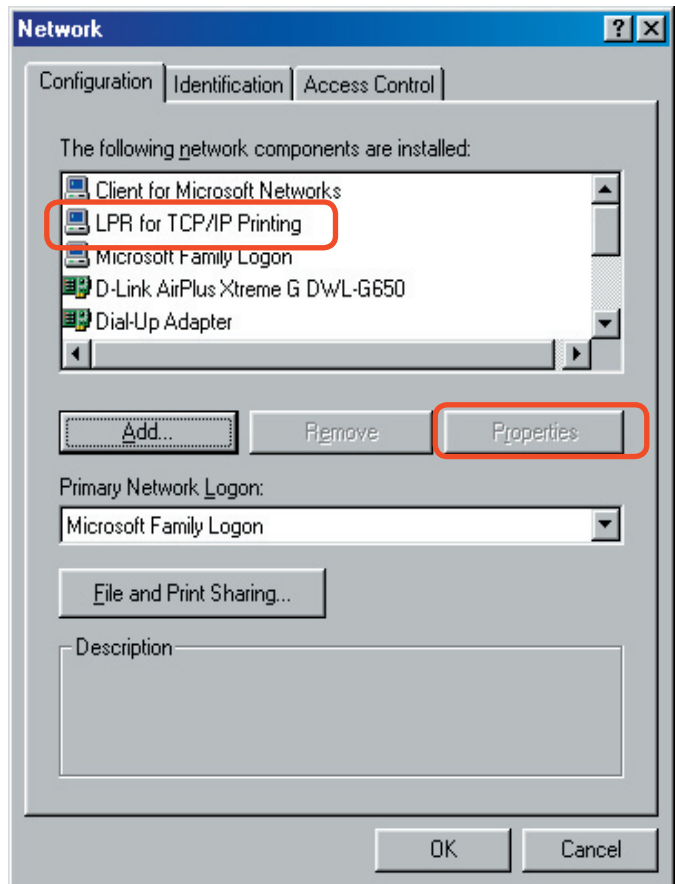 Network
Configuration Identification Access Control
The following network components are installed:
Client for Microsoft Networks
LPR for TCP/IP Printing
Microsoft Family Logon
D-Link AirPlus Xtreme G DWL-G650
Dial-Up Adapter
Add... Remove Properties
Primary Network Logon:
Microsoft Family Logon
File and Print Sharing...
Description
OK Cancel